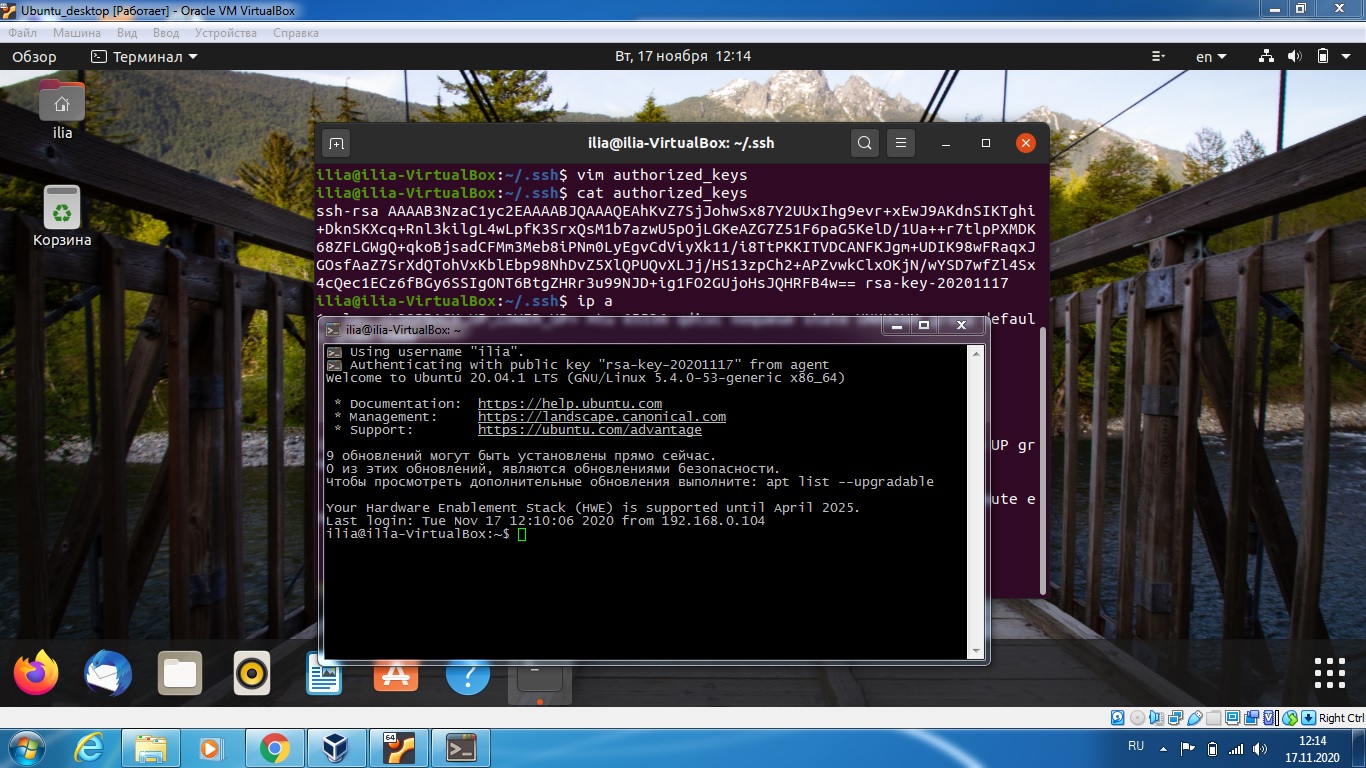 Ubuntu_desktop [Работает] - Oracle VM VirtualBox
Файл Машина Вид Ввод Устройства Справка
Обзор Терминал Вт, 17 ноября 12:14 en
ilia
Корзина
ilia@ilia-VirtualBox: ~/.ssh
ilia@ilia-VirtualBox:~/.ssh$ vim authorized_keys
ilia@ilia-VirtualBox:~/.ssh$ cat authorized_keys
ssh-rsa AAAAB3NzaC1yc2EAAAABJQAAAQEAhKvZ7SjJohwSx87Y2UUxIhg9evr+xEwJ9AKdnSIKTghi
+DknSKXcq+Rnl3kilgL4wLpfK3SrxQsM1b7azwU5pOjLGKeAZG7Z51F6paG5KelD/1Ua++r7tlpPXMDK
68ZFLGWgQ+qkoBjsadCFMm3Meb8iPNm0LyEgvCdViyXk11/i8TtPKKITVDCANFKJgm+UDIK98wFRaqxJ
GOsfAaZ7SrXdQTohVxKblEbp98NhDvZ5XlQPUQvXLJj/HS13zpCh2+APZvwkClxOKjN/wYSD7wfZl4Sx
4cQec1ECz6fBGy6SSIgONT6BtgZHRr3u99NJD+ig1FO2GUjoHsJQHRFB4w== rsa-key-20201117
ilia@ilia-VirtualBox:~/.ssh$ ip a
defaul
UP gr
ute e
ilia@ilia-VirtualBox: ~
Using username "ilia".
Authenticating with public key "rsa-key-20201117" from agent
Welcome to Ubuntu 20.04.1 LTS (GNU/Linux 5.4.0-53-generic x86_64)
* Documentation: https://help.ubuntu.com
* Management: https://landscape.canonical.com
* Support: https://ubuntu.com/advantage
9 обновлений могут быть установлены прямо сейчас.
0 из этих обновлений, являются обновлениями безопасности.
Чтобы просмотреть дополнительные обновления выполните: apt list --upgradable
Your Hardware Enablement Stack (HWE) is supported until April 2025.
Last login: Tue Nov 17 12:10:06 2020 from 192.168.0.104
ilia@ilia-VirtualBox:~$
Right Ctrl
64
RU
12:14
17.11.2020